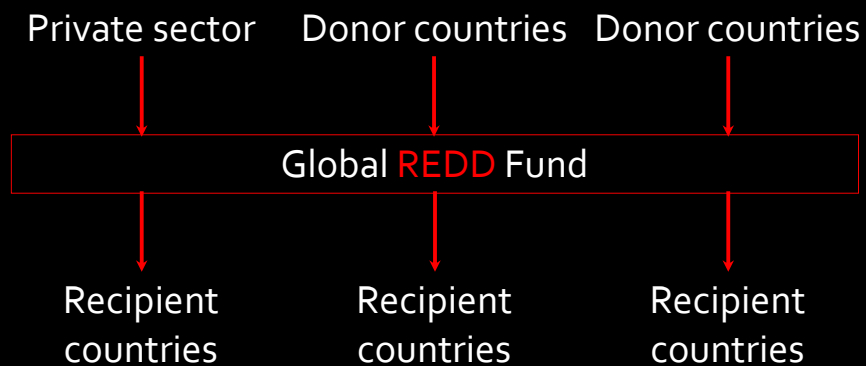 Private sector Donor countries Donor countries
Global REDD Fund
Recipient Recipient Recipient
countries countries countries